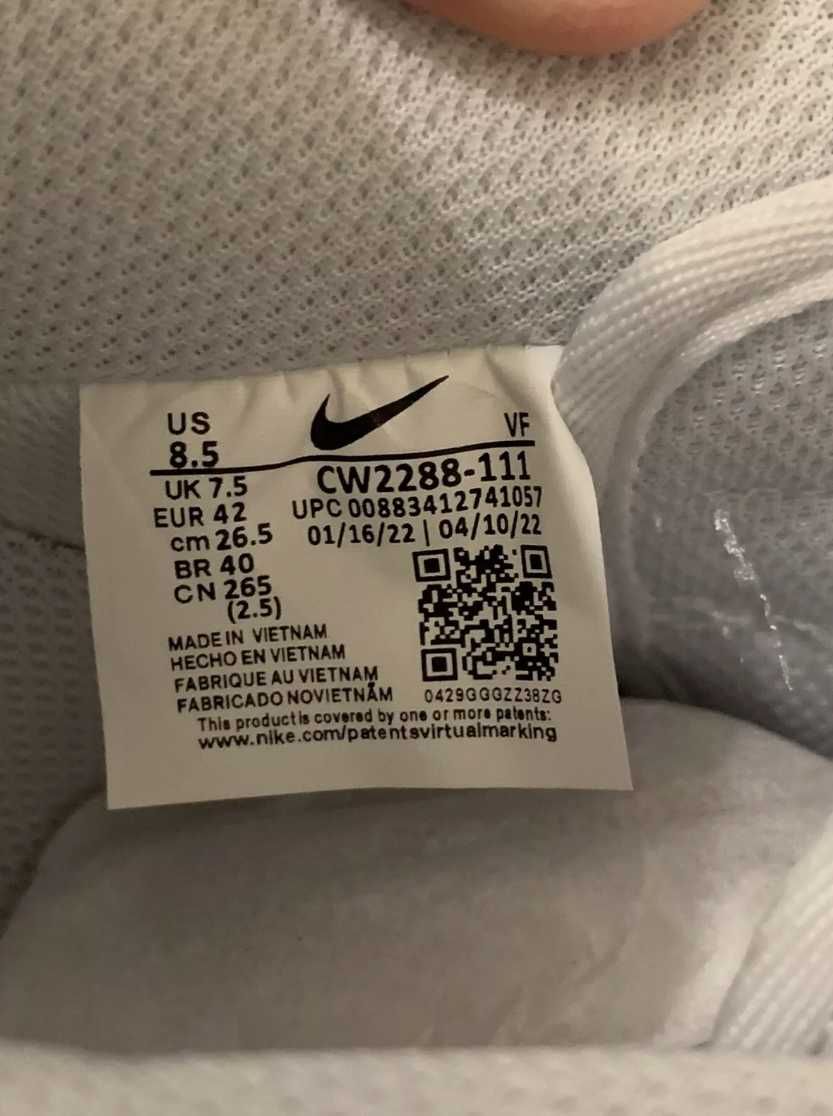 US
8.5
VF
UK 7.5
CW2288-111
EUR 42
UPC 00883412741057
cm 26.5
01/16/22 | 04/10/22
BR 40
CN 265
(2.5)
MADE IN VIETNAM
HECHO EN VIETNAM
FABRIQUE AU VIETNAM
FABRICADO NOVIETNÃM
0429GGGZZ38ZG
This product is covered by one or more patents:
www.nike.com/patentsvirtualmarking